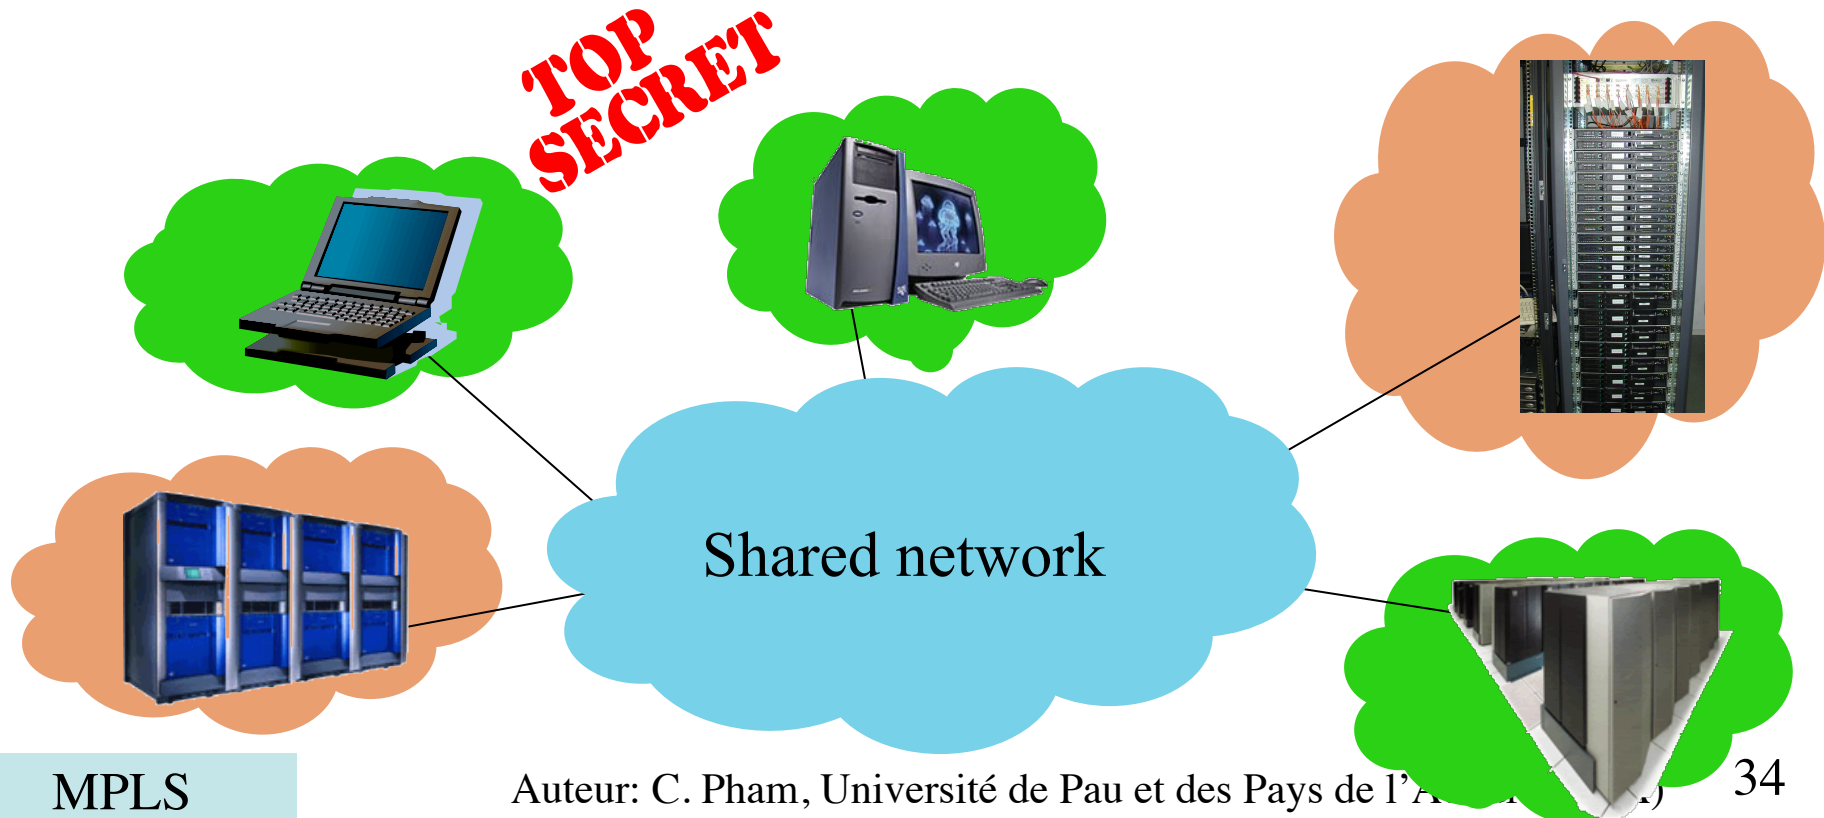 TOP
SECRET
Shared network
MPLS
Auteur: C. Pham, Université de Pau et des Pays de
34